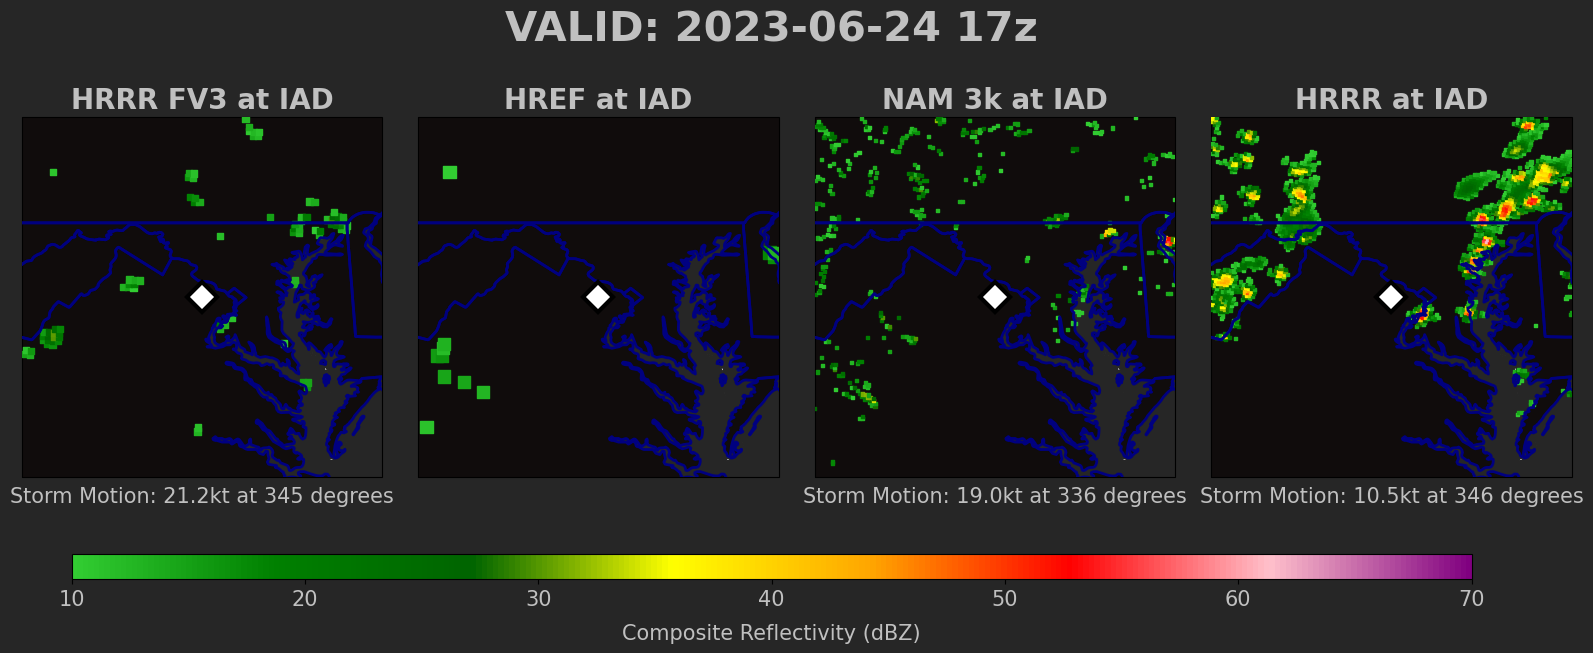 VALID: 2023-06-24 17z
HRRR FV3 at IAD
HREF at IAD
NAM 3k at IAD
HRRR at IAD
Storm Motion: 21.2kt at 345 degrees
Storm Motion: 19.0kt at 336 degrees
Storm Motion: 10.5kt at 346 degrees
10 20 30 40 50 60 70
Composite Reflectivity (dBZ)